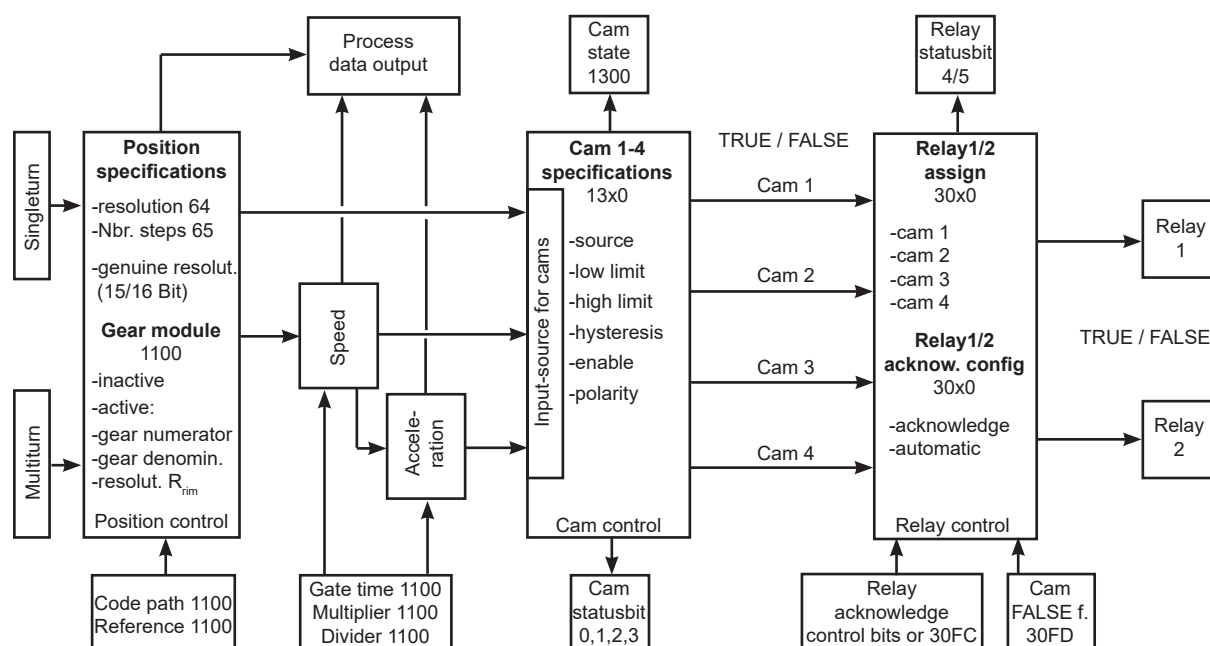 Process
data output
Cam
state
1300
Relay
statusbit
4/5
Singleturn
Multiturn
Position
specifications
-resolution 64
-Nbr. steps 65
-genuine resolut.
(15/16 Bit)
Gear module
1100
-inactive
-active:
-gear numerator
-gear denomin.
-resolut. Rrim
Position control
Code path 1100
Reference 1100
Speed
Accele-
ration
Gate time 1100
Multiplier 1100
Divider 1100
Cam 1-4
specifications
13x0
Input-source for cams
-source
-low limit
-high limit
-hysteresis
-enable
-polarity
Cam control
Cam
statusbit
0,1,2,3
TRUE / FALSE
Cam 1
Cam 2
Cam 3
Cam 4
Relay1/2
assign
30x0
-cam 1
-cam 2
-cam 3
-cam 4
Relay1/2
acknow. config
30x0
-acknowledge
-automatic
Relay control
Relay
acknowledge
control bits or 30FC
Cam
FALSE f.
30FD
Relay
1
TRUE / FALSE
Relay
2